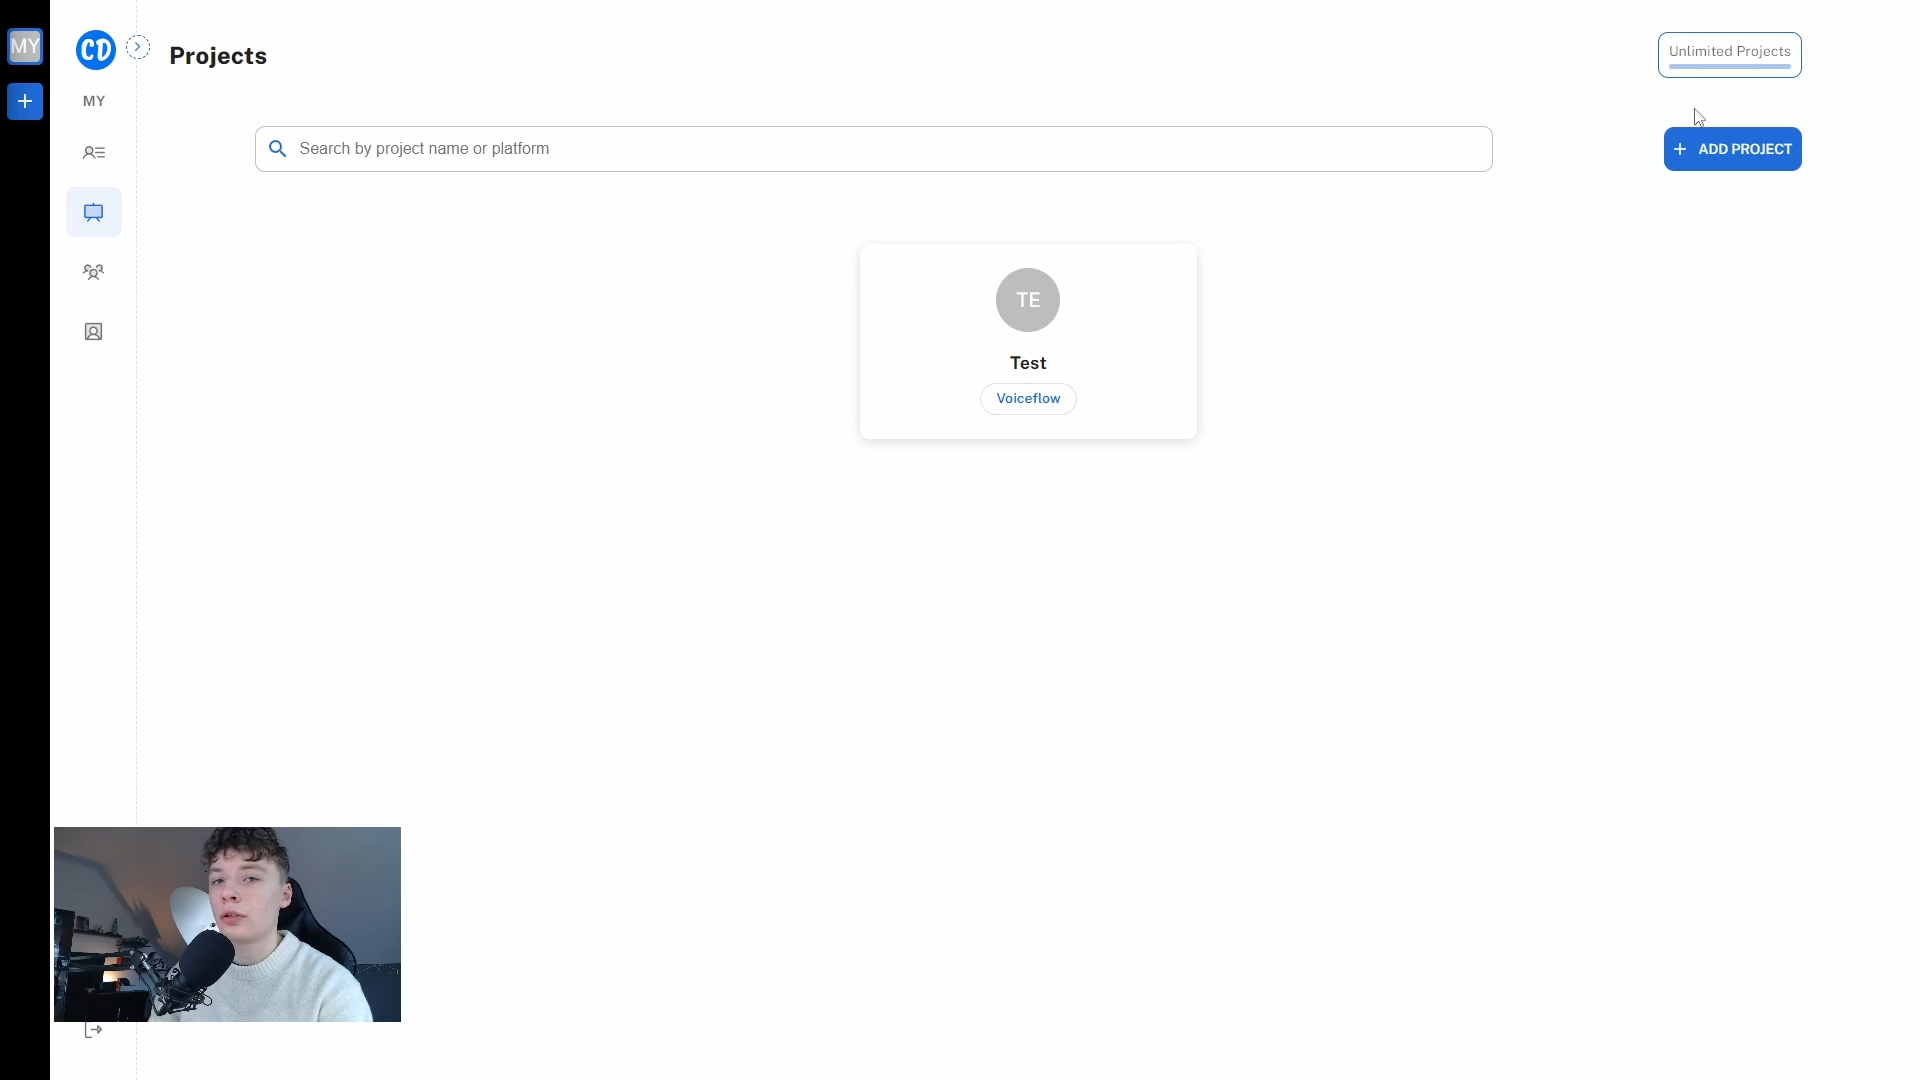 MY
CD
Projects
Unlimited Projects
MY
Search by project name or platform
+ ADD PROJECT
TE
Test
Voiceflow